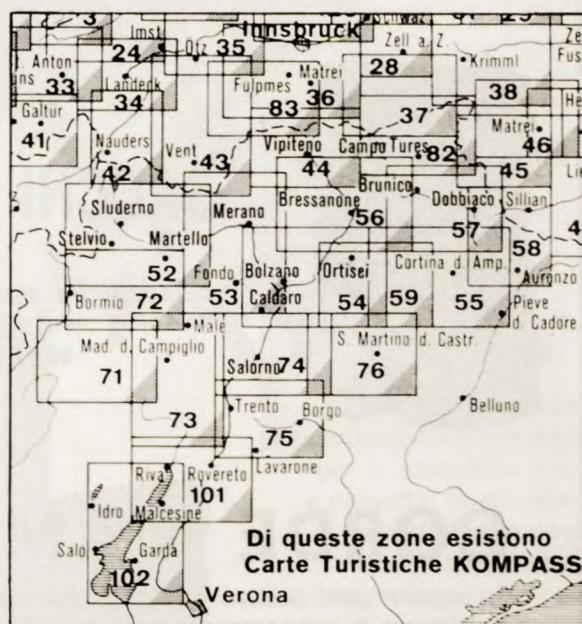 3
24
Imst
Ötz
35
Innsbruck
Schwaz
Zell a. Z.
Krimml
28
t. Anton
33
Landeck
34
Fulpmes
Matrei
36
83
37
38
Galtur
41
Nauders
42
Vent
43
Vipiteno
44
Campo Tures
82
Matrei
46
45
Brunico
Bressanone
56
Dobbiaco
Sillian
57
Sluderno
Merano
Stelvio
Martello
52
Fondo
53
Bolzano
Caldaro
Ortisei
54
59
Cortina d. Amp.
55
58
Auronzo
Pieve
d. Cadore
Bormio
72
Male
Mad. d. Campiglio
71
Salorno
74
S. Martino d. Castr.
76
73
Trento
Borgo
75
Belluno
Lavarone
Riva
Rovereto
101
Idro
Malcesine
Salo
Garda
102
Verona
Di queste zone esistono
Carte Turistiche KOMPASS